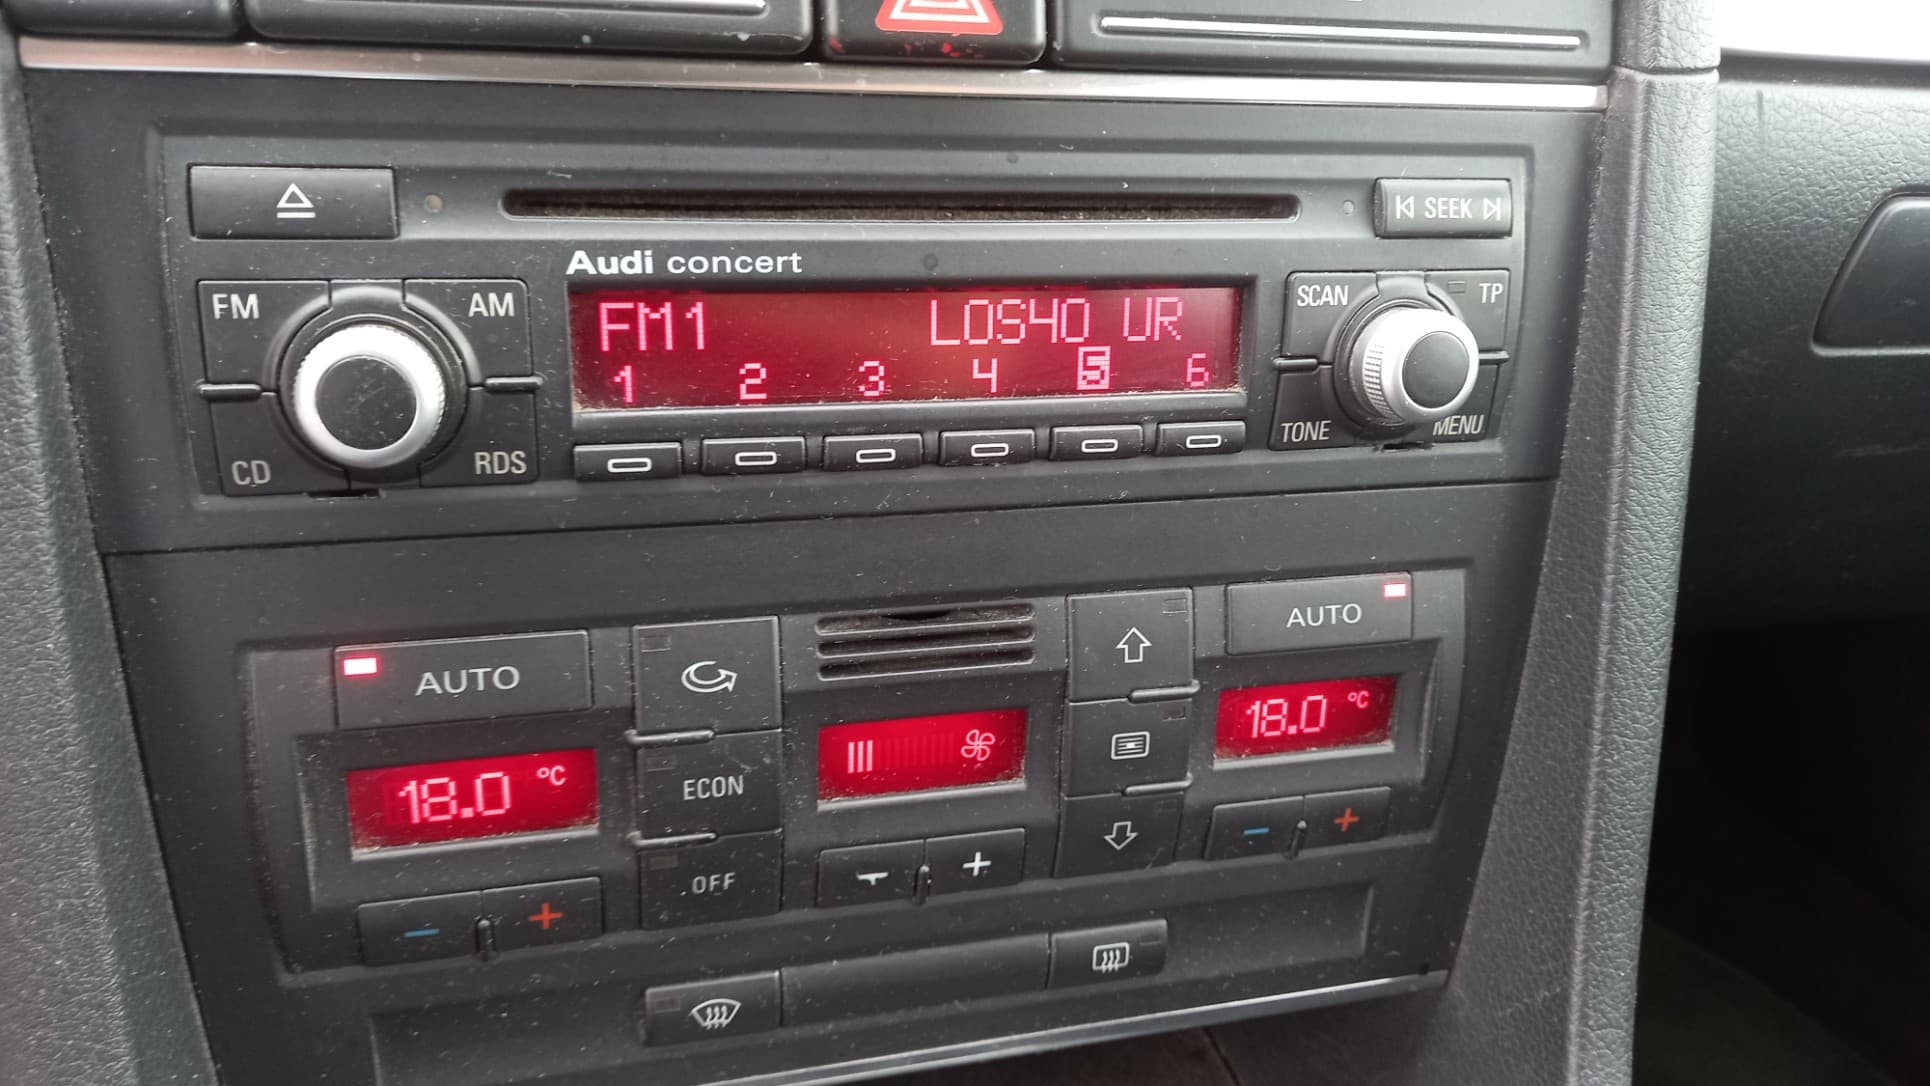 SEEK
Audi concert
FM AM
FM1 LOS40 UR
SCAN TP
1 2 3 4 5 6
CD RDS
TONE MENU
AUTO
AUTO
18.0 °C
ECON
18.0 °C
OFF